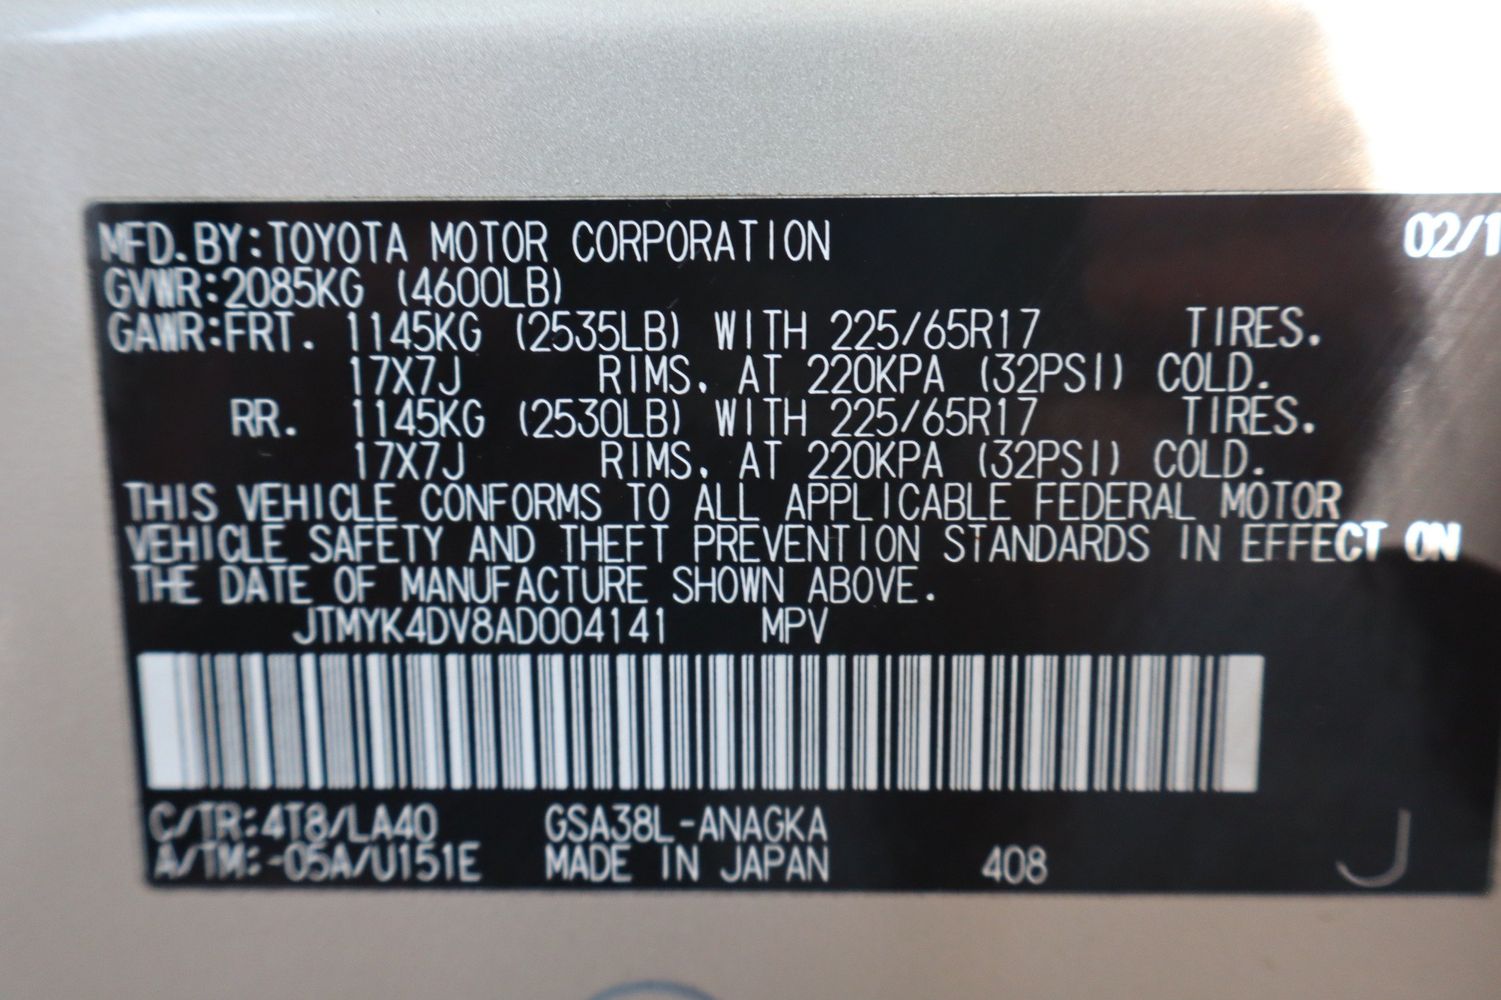 MFD.BY:TOYOTA MOTOR CORPORATION 02/1
GVWR:2085KG (4600LB)
GAWR:FRT. 1145KG (2535LB) WITH 225/65R17 TIRES.
17X7J RIMS, AT 220KPA (32PSI) COLD.
RR. 1145KG (2530LB) WITH 225/65R17 TIRES.
17X7J RIMS, AT 220KPA (32PSI) COLD.
THIS VEHICLE CONFORMS TO ALL APPLICABLE FEDERAL MOTOR
VEHICLE SAFETY AND THEFT PREVENTION STANDARDS IN EFFECT ON
THE DATE OF MANUFACTURE SHOWN ABOVE.
JTMYK4DV8AD004141 MPV
C/TR:4T8/LA40 GSA38L-ANAGKA
A/TM:-05A/U151E MADE IN JAPAN 408 J